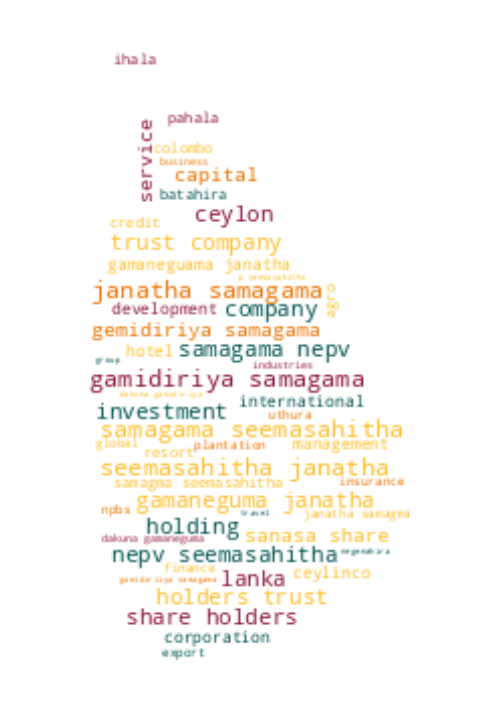 ihala
pahala
service
colombo
business
capital
batahira
ceylon
credit
trust company
gamaneguama janatha
janatha samagama
agro
development company
gemidiriya samagama
hotel samagama nepv
group
industries
gamidiriya samagama
international
investment
uthura
samagama seemasahitha
global plantation management
resort
seemasahitha janatha
samagma seemasahitha insurance
gamaneguma janatha
npbs travel janatha samagma
holding
sanasa share
dakuna gamaneguma
nepv seemasahitha
finance
ceylinco
gamidiriiya samagama lanka
holders trust
share holders
corporation
export